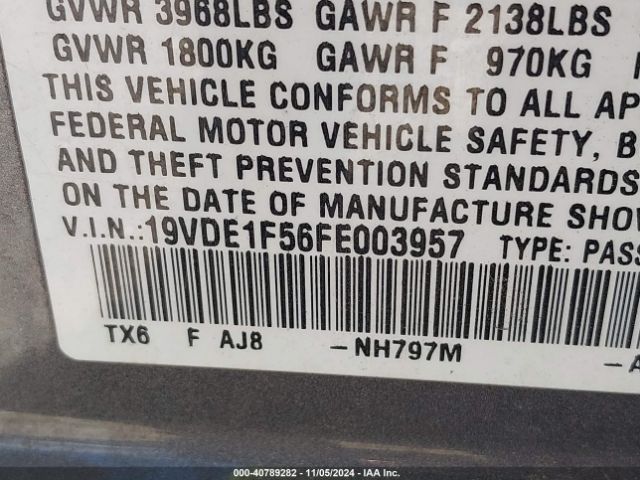 GVWR 3968LBS GAWR F 2138LBS
GVWR 1800KG GAWR F 970KG
THIS VEHICLE CONFORMS TO ALL AP
FEDERAL MOTOR VEHICLE SAFETY, B
AND THEFT PREVENTION STANDARDS
ON THE DATE OF MANUFACTURE SHO
V.I.N.:19VDE1F56FE003957 TYPE: PASS
TX6 F AJ8 -NH797M -A
000-40789282 - 11/05/2024 - IAA Inc.